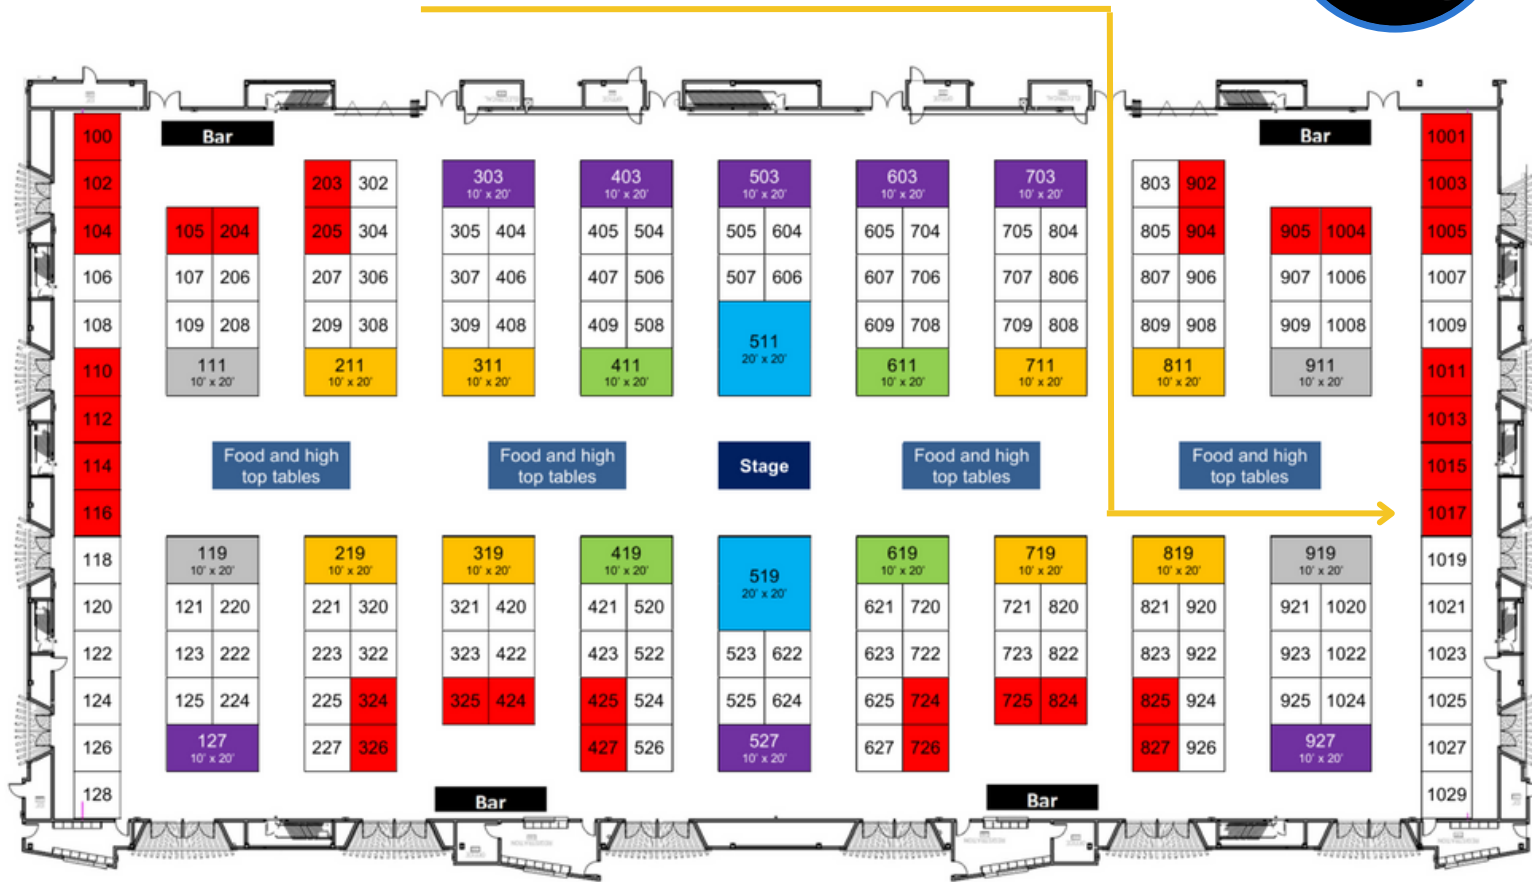 100
Bar
Bar
1001
102
203 302
303
10' x 20'
403
10' x 20'
503
10' x 20'
603
10' x 20'
703
10' x 20'
803 902
1003
104
105 204
205 304
305 404
405 504
505 604
605 704
705 804
805 904
905 1004
1005
106
107 206
207 306
307 406
407 506
507 606
607 706
707 806
807 906
907 1006
1007
108
109 208
209 308
309 408
409 508
511
20' x 20'
609 708
709 808
809 908
909 1008
1009
110
111
10' x 20'
211
10' x 20'
311
10' x 20'
411
10' x 20'
611
10' x 20'
711
10' x 20'
811
10' x 20'
911
10' x 20'
1011
112
1013
114
Food and high
top tables
Food and high
top tables
Stage
Food and high
top tables
Food and high
top tables
1015
116
1017
118
119
10' x 20'
219
10' x 20'
319
10' x 20'
419
10' x 20'
519
20' x 20'
619
10' x 20'
719
10' x 20'
819
10' x 20'
919
10' x 20'
1019
120
121 220
221 320
321 420
421 520
621 720
721 820
821 920
921 1020
1021
122
123 222
223 322
323 422
423 522
523 622
623 722
723 822
823 922
923 1022
1023
124
125 224
225 324
325 424
425 524
525 624
625 724
725 824
825 924
925 1024
1025
126
127
10' x 20'
227 326
427 526
527
10' x 20'
627 726
827 926
927
10' x 20'
1027
128
Bar
Bar
1029